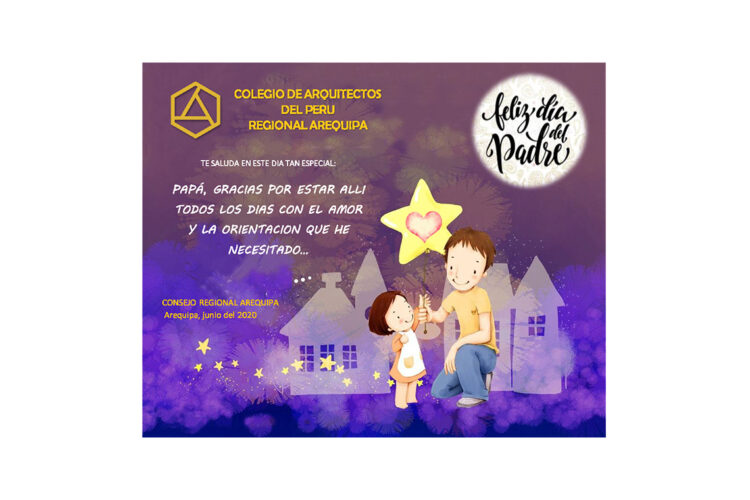 COLEGIO DE ARQUITECTOS
DEL PERU
REGIONAL AREQUIPA
feliz día
del
Padre
TE SALUDA EN ESTE DIA TAN ESPECIAL:
PAPÁ, GRACIAS POR ESTAR ALLI
TODOS LOS DIAS CON EL AMOR
Y LA ORIENTACION QUE HE
NECESITADO...
...
CONSEJO REGIONAL AREQUIPA
Arequipa, junio del 2020